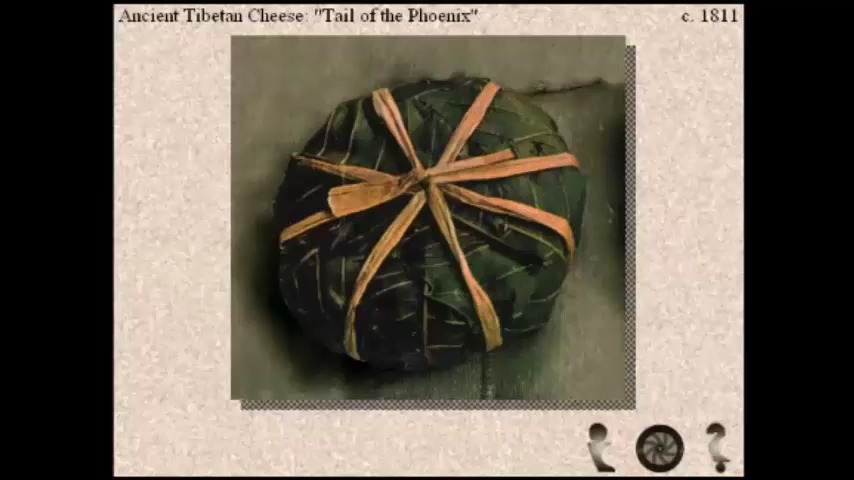 Ancient Tibetan Cheese: "Tail of the Phoenix"
c. 1811